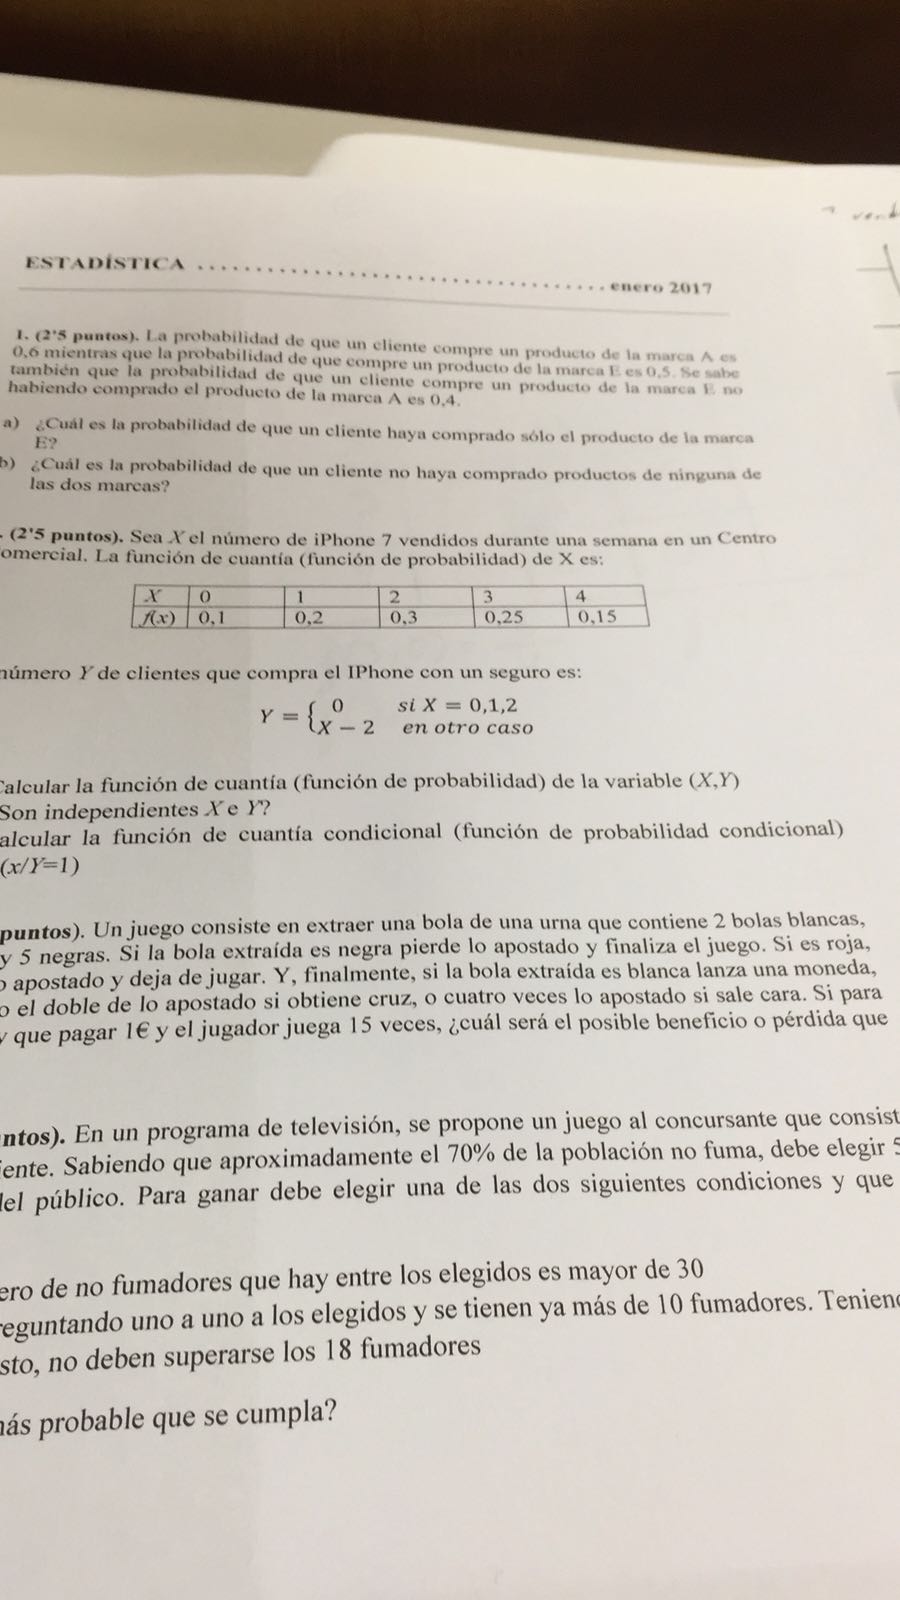 ESTADÍSTICA ........................................ enero 2017
1. (2'5 puntos). La probabilidad de que un cliente compre un producto de la marca A es
0,6 mientras que la probabilidad de que compre un producto de la marca E es 0,5. Se sabe
también que la probabilidad de que un cliente compre un producto de la marca E no
habiendo comprado el producto de la marca A es 0,4.
a) ¿Cuál es la probabilidad de que un cliente haya comprado sólo el producto de la marca
E?
b) ¿Cuál es la probabilidad de que un cliente no haya comprado productos de ninguna de
las dos marcas?
. (2'5 puntos). Sea X el número de iPhone 7 vendidos durante una semana en un Centro
omercial. La función de cuantía (función de probabilidad) de X es:
X 0 1 2 3 4
f(x) 0,1 0,2 0,3 0,25 0,15
número Y de clientes que compra el IPhone con un seguro es:
Y = { 0 si X = 0,1,2
X − 2 en otro caso
Calcular la función de cuantía (función de probabilidad) de la variable (X,Y)
Son independientes X e Y?
alcular la función de cuantía condicional (función de probabilidad condicional)
(x/Y=1)
puntos). Un juego consiste en extraer una bola de una urna que contiene 2 bolas blancas,
y 5 negras. Si la bola extraída es negra pierde lo apostado y finaliza el juego. Si es roja,
o apostado y deja de jugar. Y, finalmente, si la bola extraída es blanca lanza una moneda,
o el doble de lo apostado si obtiene cruz, o cuatro veces lo apostado si sale cara. Si para
y que pagar 1€ y el jugador juega 15 veces, ¿cuál será el posible beneficio o pérdida que
ntos). En un programa de televisión, se propone un juego al concursante que consist
iente. Sabiendo que aproximadamente el 70% de la población no fuma, debe elegir 5
del público. Para ganar debe elegir una de las dos siguientes condiciones y que
ero de no fumadores que hay entre los elegidos es mayor de 30
reguntando uno a uno a los elegidos y se tienen ya más de 10 fumadores. Teniend
sto, no deben superarse los 18 fumadores
más probable que se cumpla?